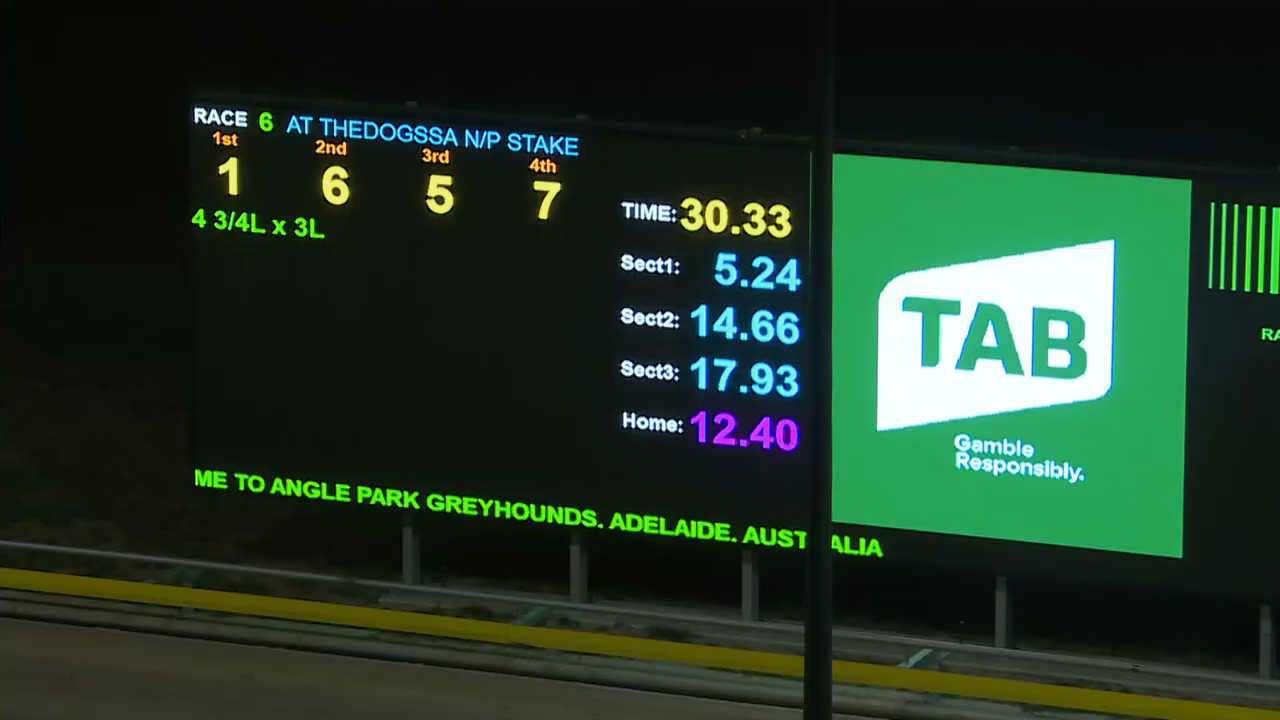 RACE 6 AT THEDOGSSA N/P STAKE
1st 2nd 3rd 4th
1 6 5 7
4 3/4L x 3L
TIME: 30.33
Sect1: 5.24
Sect2: 14.66
Sect3: 17.93
Home: 12.40
ME TO ANGLE PARK GREYHOUNDS. ADELAIDE. AUSTRALIA
TAB
Gamble
Responsibly.
RA